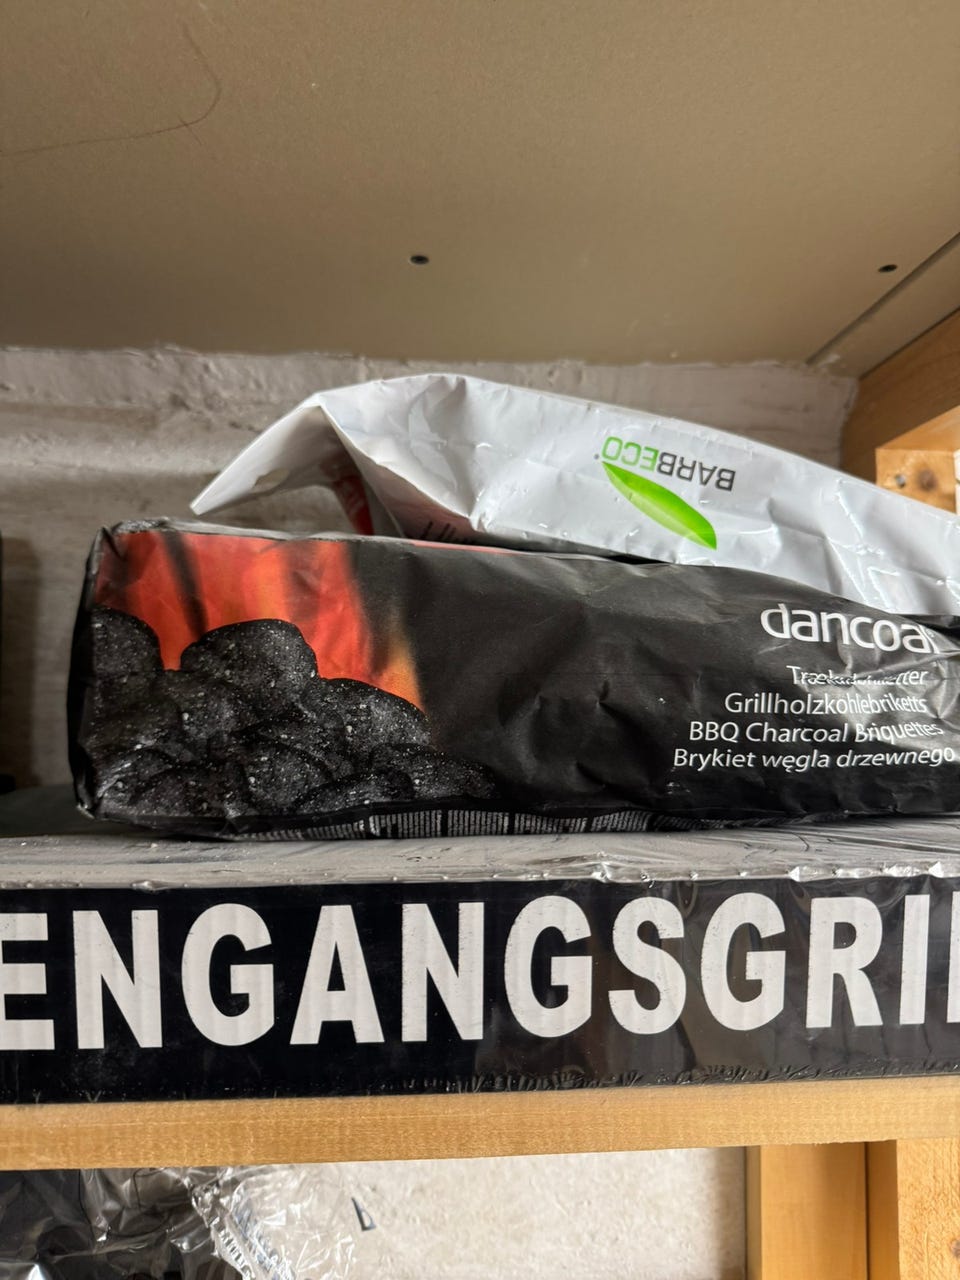 BARBECO
dancoal
Grillholzkohlebriketts
BBQ Charcoal Briquettes
Brykiet węgla drzewnego
ENGANGSGRI